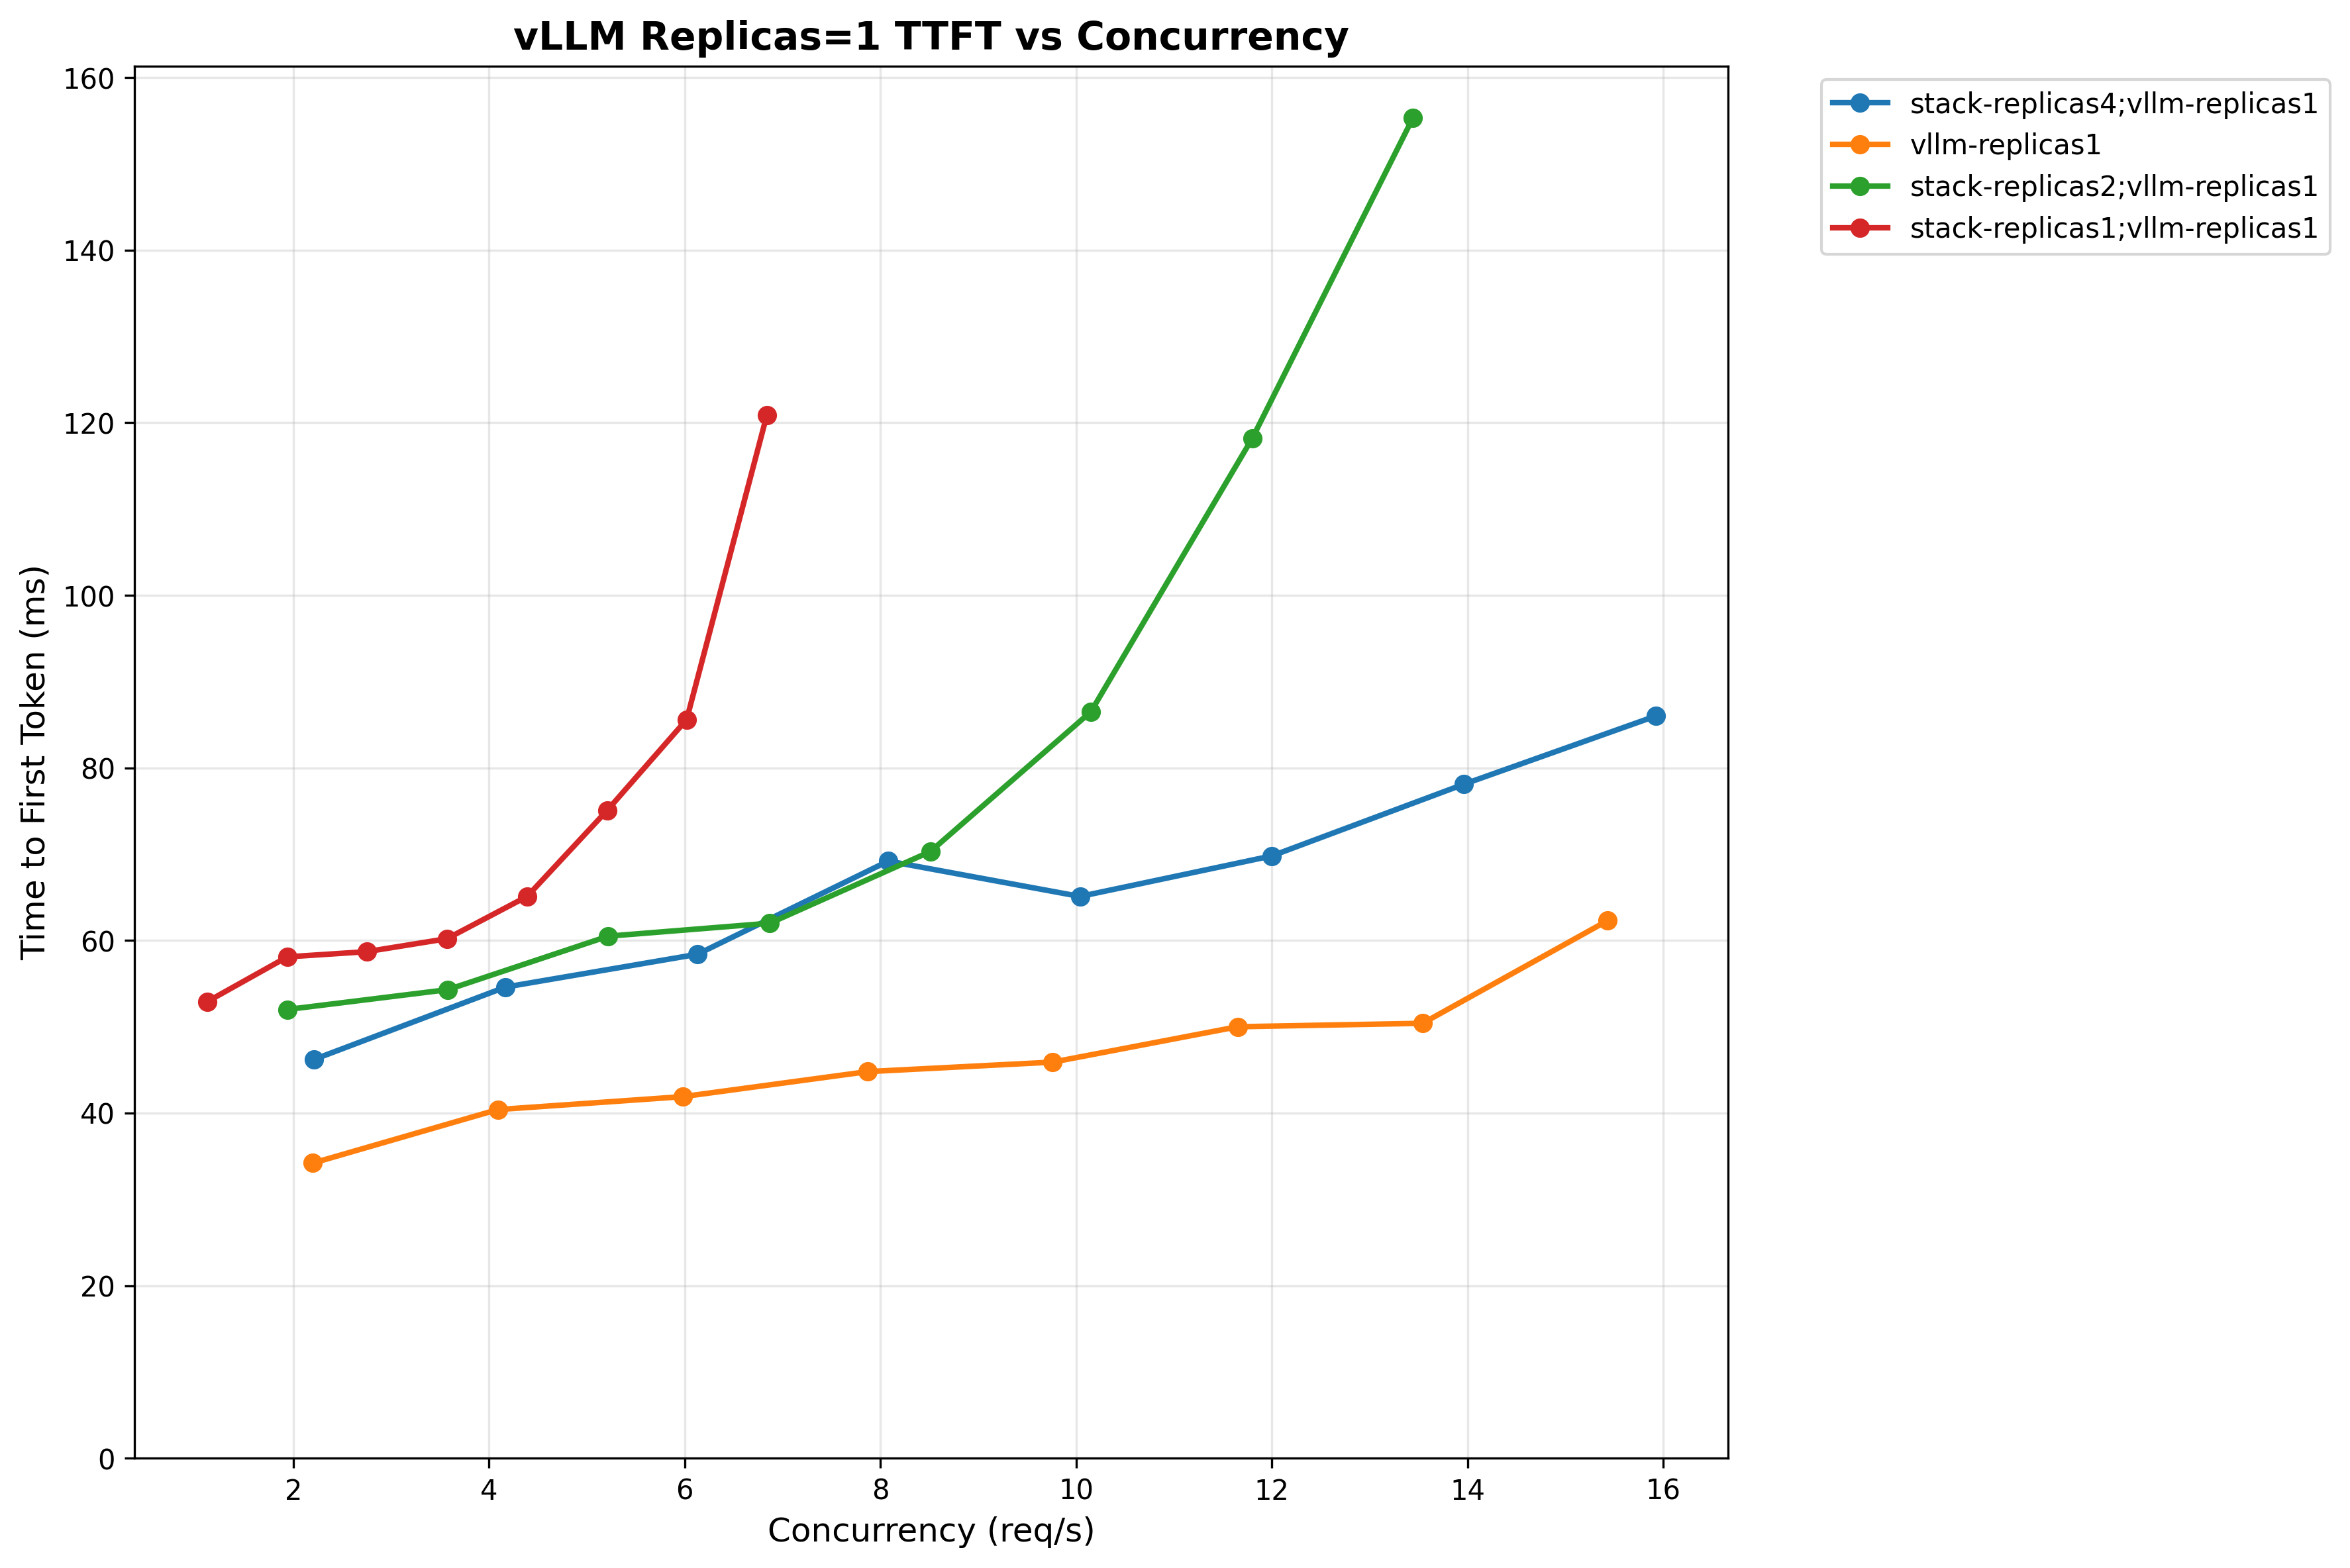 vLLM Replicas=1 TTFT vs Concurrency
stack-replicas4;vllm-replicas1
vllm-replicas1
stack-replicas2;vllm-replicas1
stack-replicas1;vllm-replicas1
Time to First Token (ms)
160
140
120
100
80
60
40
20
0
2 4 6 8 10 12 14 16
Concurrency (req/s)